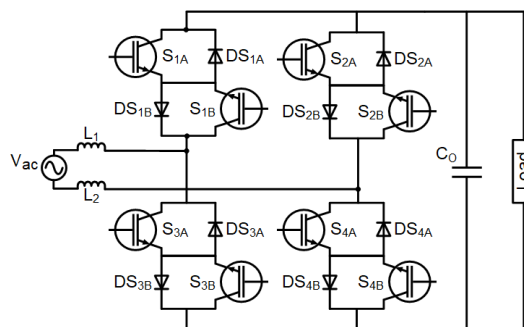 S1A DS1A S2A DS2A
DS1B S1B DS2B S2B
L1
Vac
L2
CO
Load
S3A DS3A S4A DS4A
DS3B S3B DS4B S4B